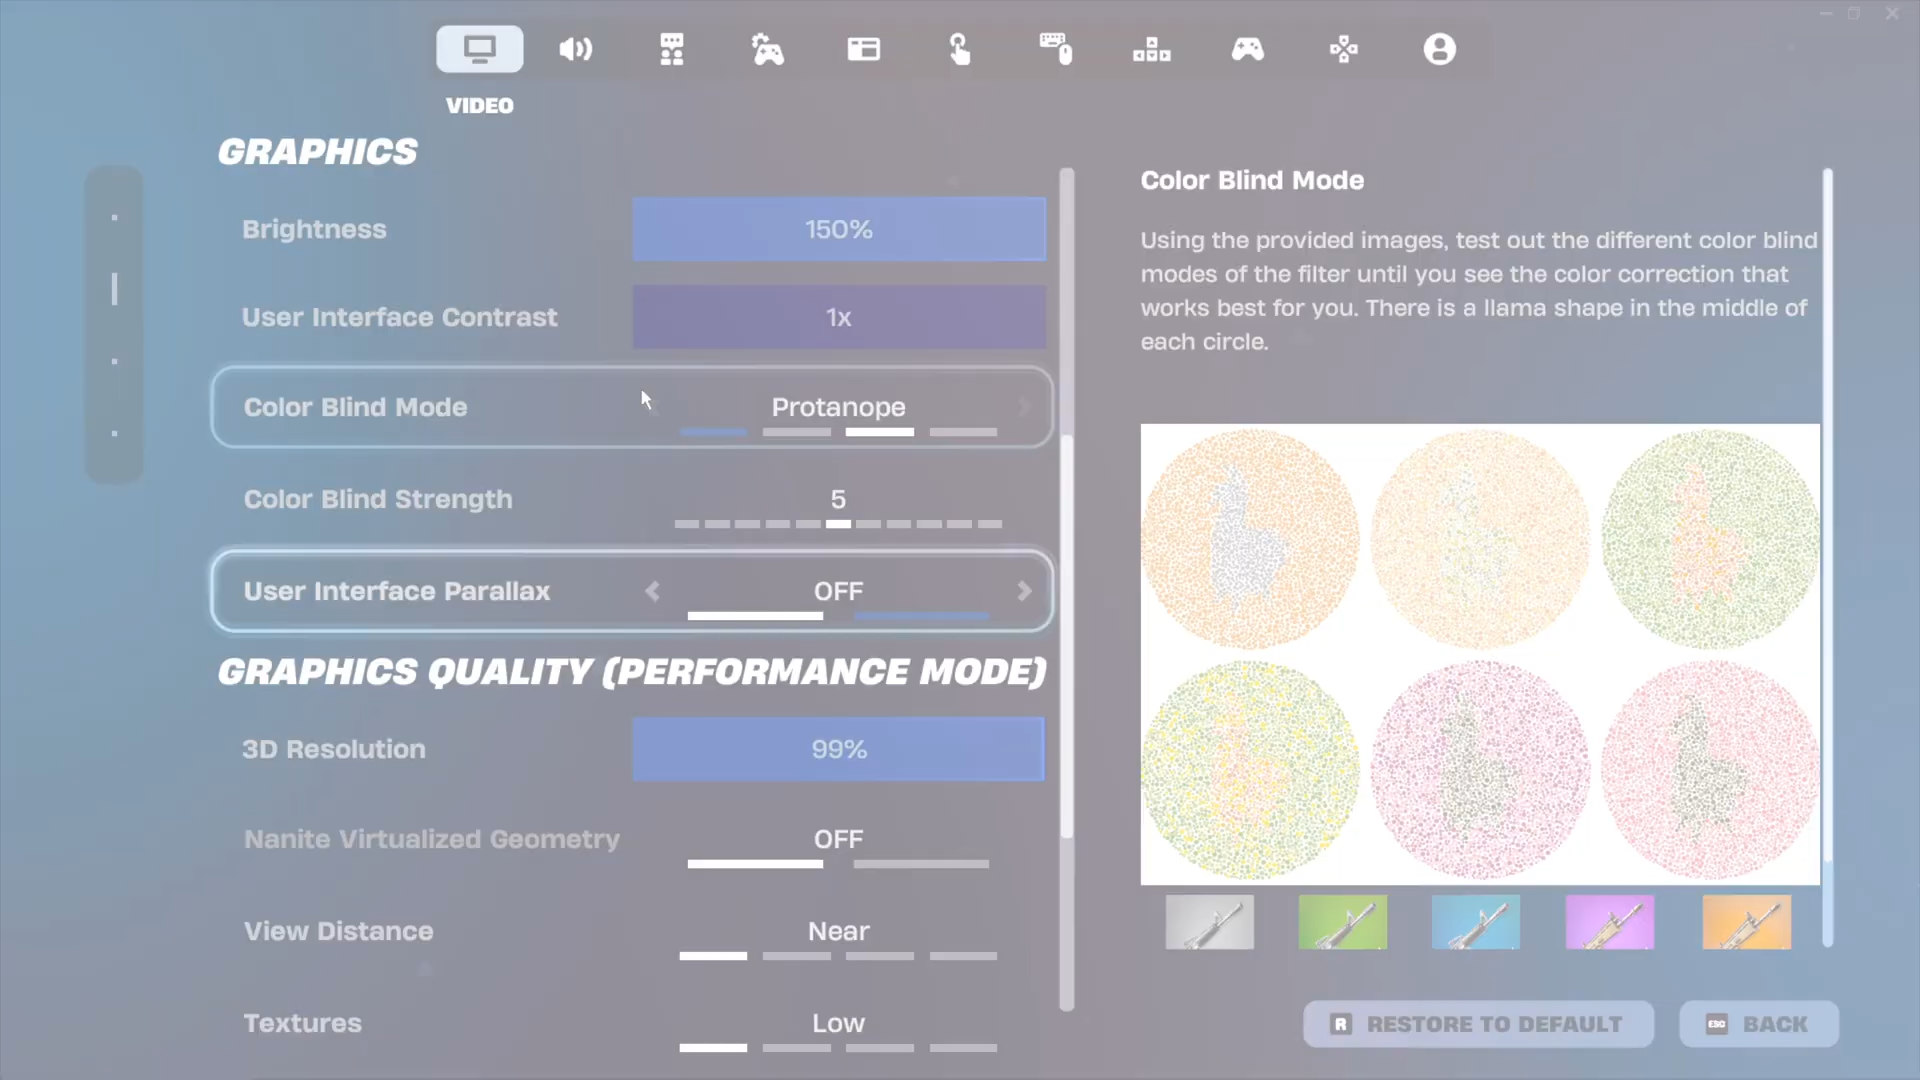 VIDEO
GRAPHICS
Brightness
150%
User Interface Contrast
1x
Color Blind Mode
Protanope
Color Blind Strength
5
User Interface Parallax
OFF
GRAPHICS QUALITY (PERFORMANCE MODE)
3D Resolution
99%
Nanite Virtualized Geometry
OFF
View Distance
Near
Textures
Low
Color Blind Mode
Using the provided images, test out the different color blind
modes of the filter until you see the color correction that
works best for you. There is a llama shape in the middle of
each circle.
R RESTORE TO DEFAULT
ESC BACK